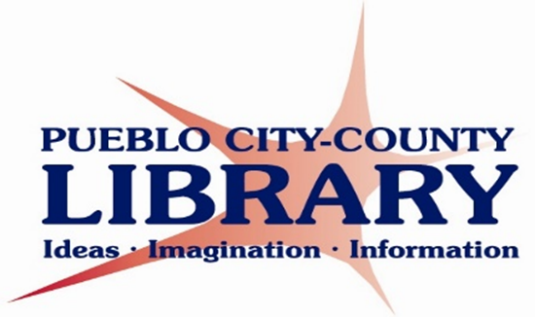 PUEBLO CITY-COUNTY
LIBRARY
Ideas · Imagination · Information